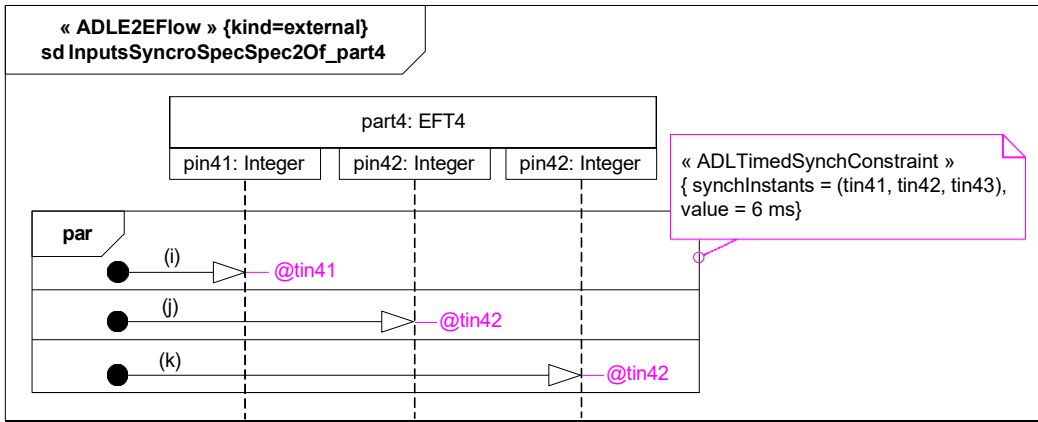 « ADLE2EFlow » {kind=external}
sd InputsSyncroSpecSpec2Of_part4
part4: EFT4
pin41: Integer
pin42: Integer
pin42: Integer
« ADLTimedSynchConstraint »
{ synchInstants = (tin41, tin42, tin43),
value = 6 ms}
par
(i)
@tin41
(j)
@tin42
(k)
@tin42